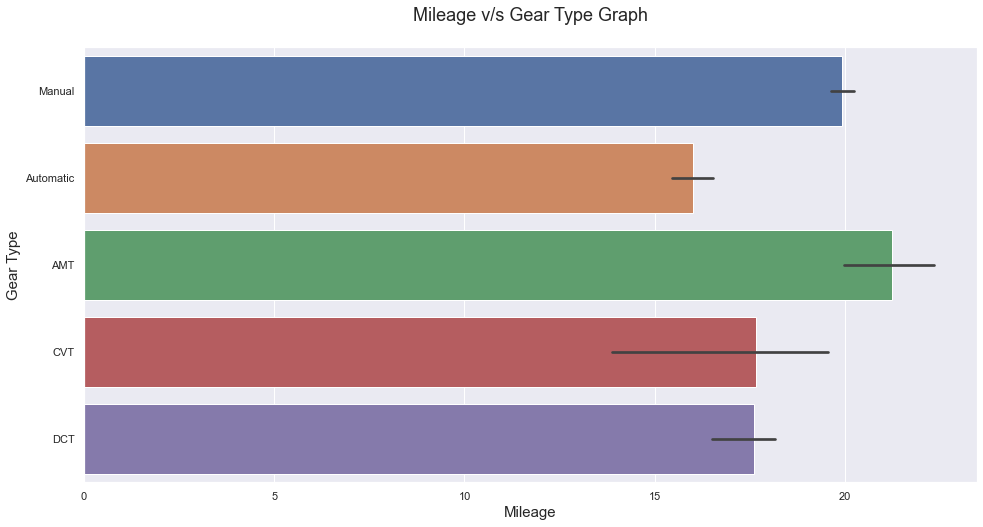 Mileage v/s Gear Type Graph
Gear Type
Manual
Automatic
AMT
CVT
DCT
0 5 10 15 20
Mileage